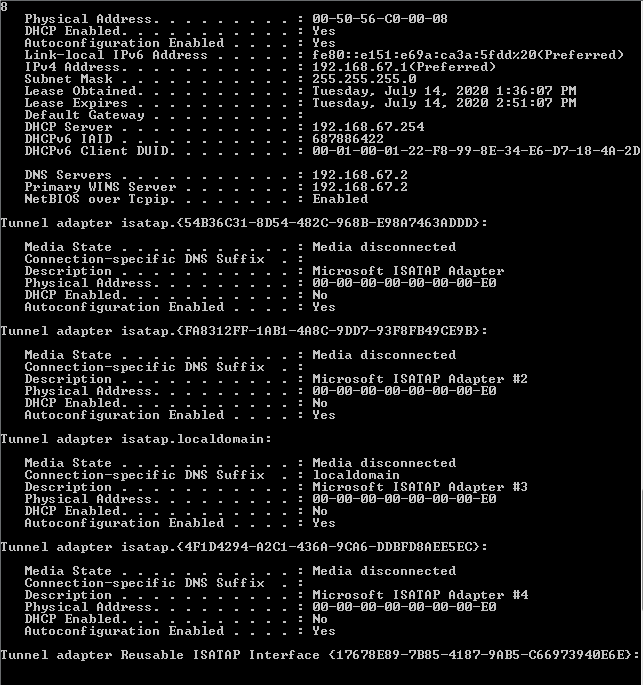 8
   Physical Address. . . . . . . . . : 00-50-56-C0-00-08
   DHCP Enabled. . . . . . . . . . . : Yes
   Autoconfiguration Enabled . . . . : Yes
   Link-local IPv6 Address . . . . . : fe80::e151:e69a:ca3a:5fdd%20(Preferred)
   IPv4 Address. . . . . . . . . . . : 192.168.67.1(Preferred)
   Subnet Mask . . . . . . . . . . . : 255.255.255.0
   Lease Obtained. . . . . . . . . . : Tuesday, July 14, 2020 1:36:07 PM
   Lease Expires . . . . . . . . . . : Tuesday, July 14, 2020 2:51:07 PM
   Default Gateway . . . . . . . . . :
   DHCP Server . . . . . . . . . . . : 192.168.67.254
   DHCPv6 IAID . . . . . . . . . . . : 687886422
   DHCPv6 Client DUID. . . . . . . . : 00-01-00-01-22-F8-99-8E-34-E6-D7-18-4A-2D
   DNS Servers . . . . . . . . . . . : 192.168.67.2
   Primary WINS Server . . . . . . . : 192.168.67.2
   NetBIOS over Tcpip. . . . . . . . : Enabled
Tunnel adapter isatap.{54B36C31-8D54-482C-968B-E98A7463ADDD}:
   Media State . . . . . . . . . . . : Media disconnected
   Connection-specific DNS Suffix  . :
   Description . . . . . . . . . . . : Microsoft ISATAP Adapter
   Physical Address. . . . . . . . . : 00-00-00-00-00-00-00-E0
   DHCP Enabled. . . . . . . . . . . : No
   Autoconfiguration Enabled . . . . : Yes
Tunnel adapter isatap.{FA8312FF-1AB1-4A8C-9DD7-93F8FB49CE9B}:
   Media State . . . . . . . . . . . : Media disconnected
   Connection-specific DNS Suffix  . :
   Description . . . . . . . . . . . : Microsoft ISATAP Adapter #2
   Physical Address. . . . . . . . . : 00-00-00-00-00-00-00-E0
   DHCP Enabled. . . . . . . . . . . : No
   Autoconfiguration Enabled . . . . : Yes
Tunnel adapter isatap.localdomain:
   Media State . . . . . . . . . . . : Media disconnected
   Connection-specific DNS Suffix  . : localdomain
   Description . . . . . . . . . . . : Microsoft ISATAP Adapter #3
   Physical Address. . . . . . . . . : 00-00-00-00-00-00-00-E0
   DHCP Enabled. . . . . . . . . . . : No
   Autoconfiguration Enabled . . . . : Yes
Tunnel adapter isatap.{4F1D4294-A2C1-436A-9CA6-DDBFD8AEE5EC}:
   Media State . . . . . . . . . . . : Media disconnected
   Connection-specific DNS Suffix  . :
   Description . . . . . . . . . . . : Microsoft ISATAP Adapter #4
   Physical Address. . . . . . . . . : 00-00-00-00-00-00-00-E0
   DHCP Enabled. . . . . . . . . . . : No
   Autoconfiguration Enabled . . . . : Yes
Tunnel adapter Reusable ISATAP Interface {17678E89-7B85-4187-9AB5-C66973940E6E}: